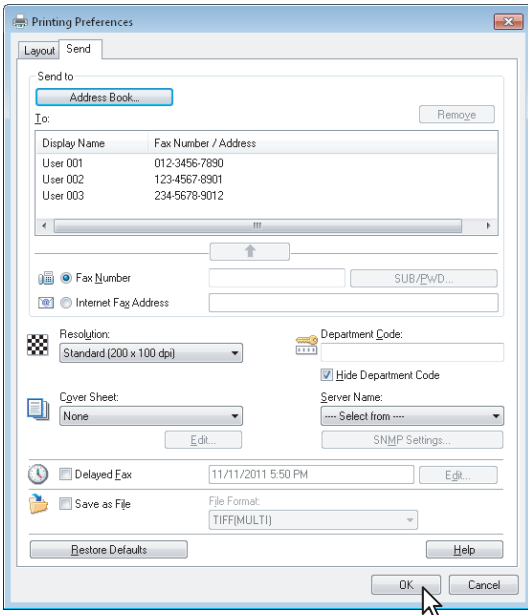 Printing Preferences
Layout Send
Send to
Address Book...
To:
Remove
Display Name Fax Number / Address
User 001 012-3456-7890
User 002 123-4567-8901
User 003 234-5678-9012
Fax Number
SUB/PWD...
Internet Fax Address
Resolution:
Standard (200 x 100 dpi)
Department Code:
Hide Department Code
Cover Sheet:
None
Edit...
Server Name:
---- Select from ----
SNMP Settings...
Delayed Fax 11/11/2011 5:50 PM Edit...
Save as File
File Format:
TIFF(MULTI)
Restore Defaults Help
OK Cancel